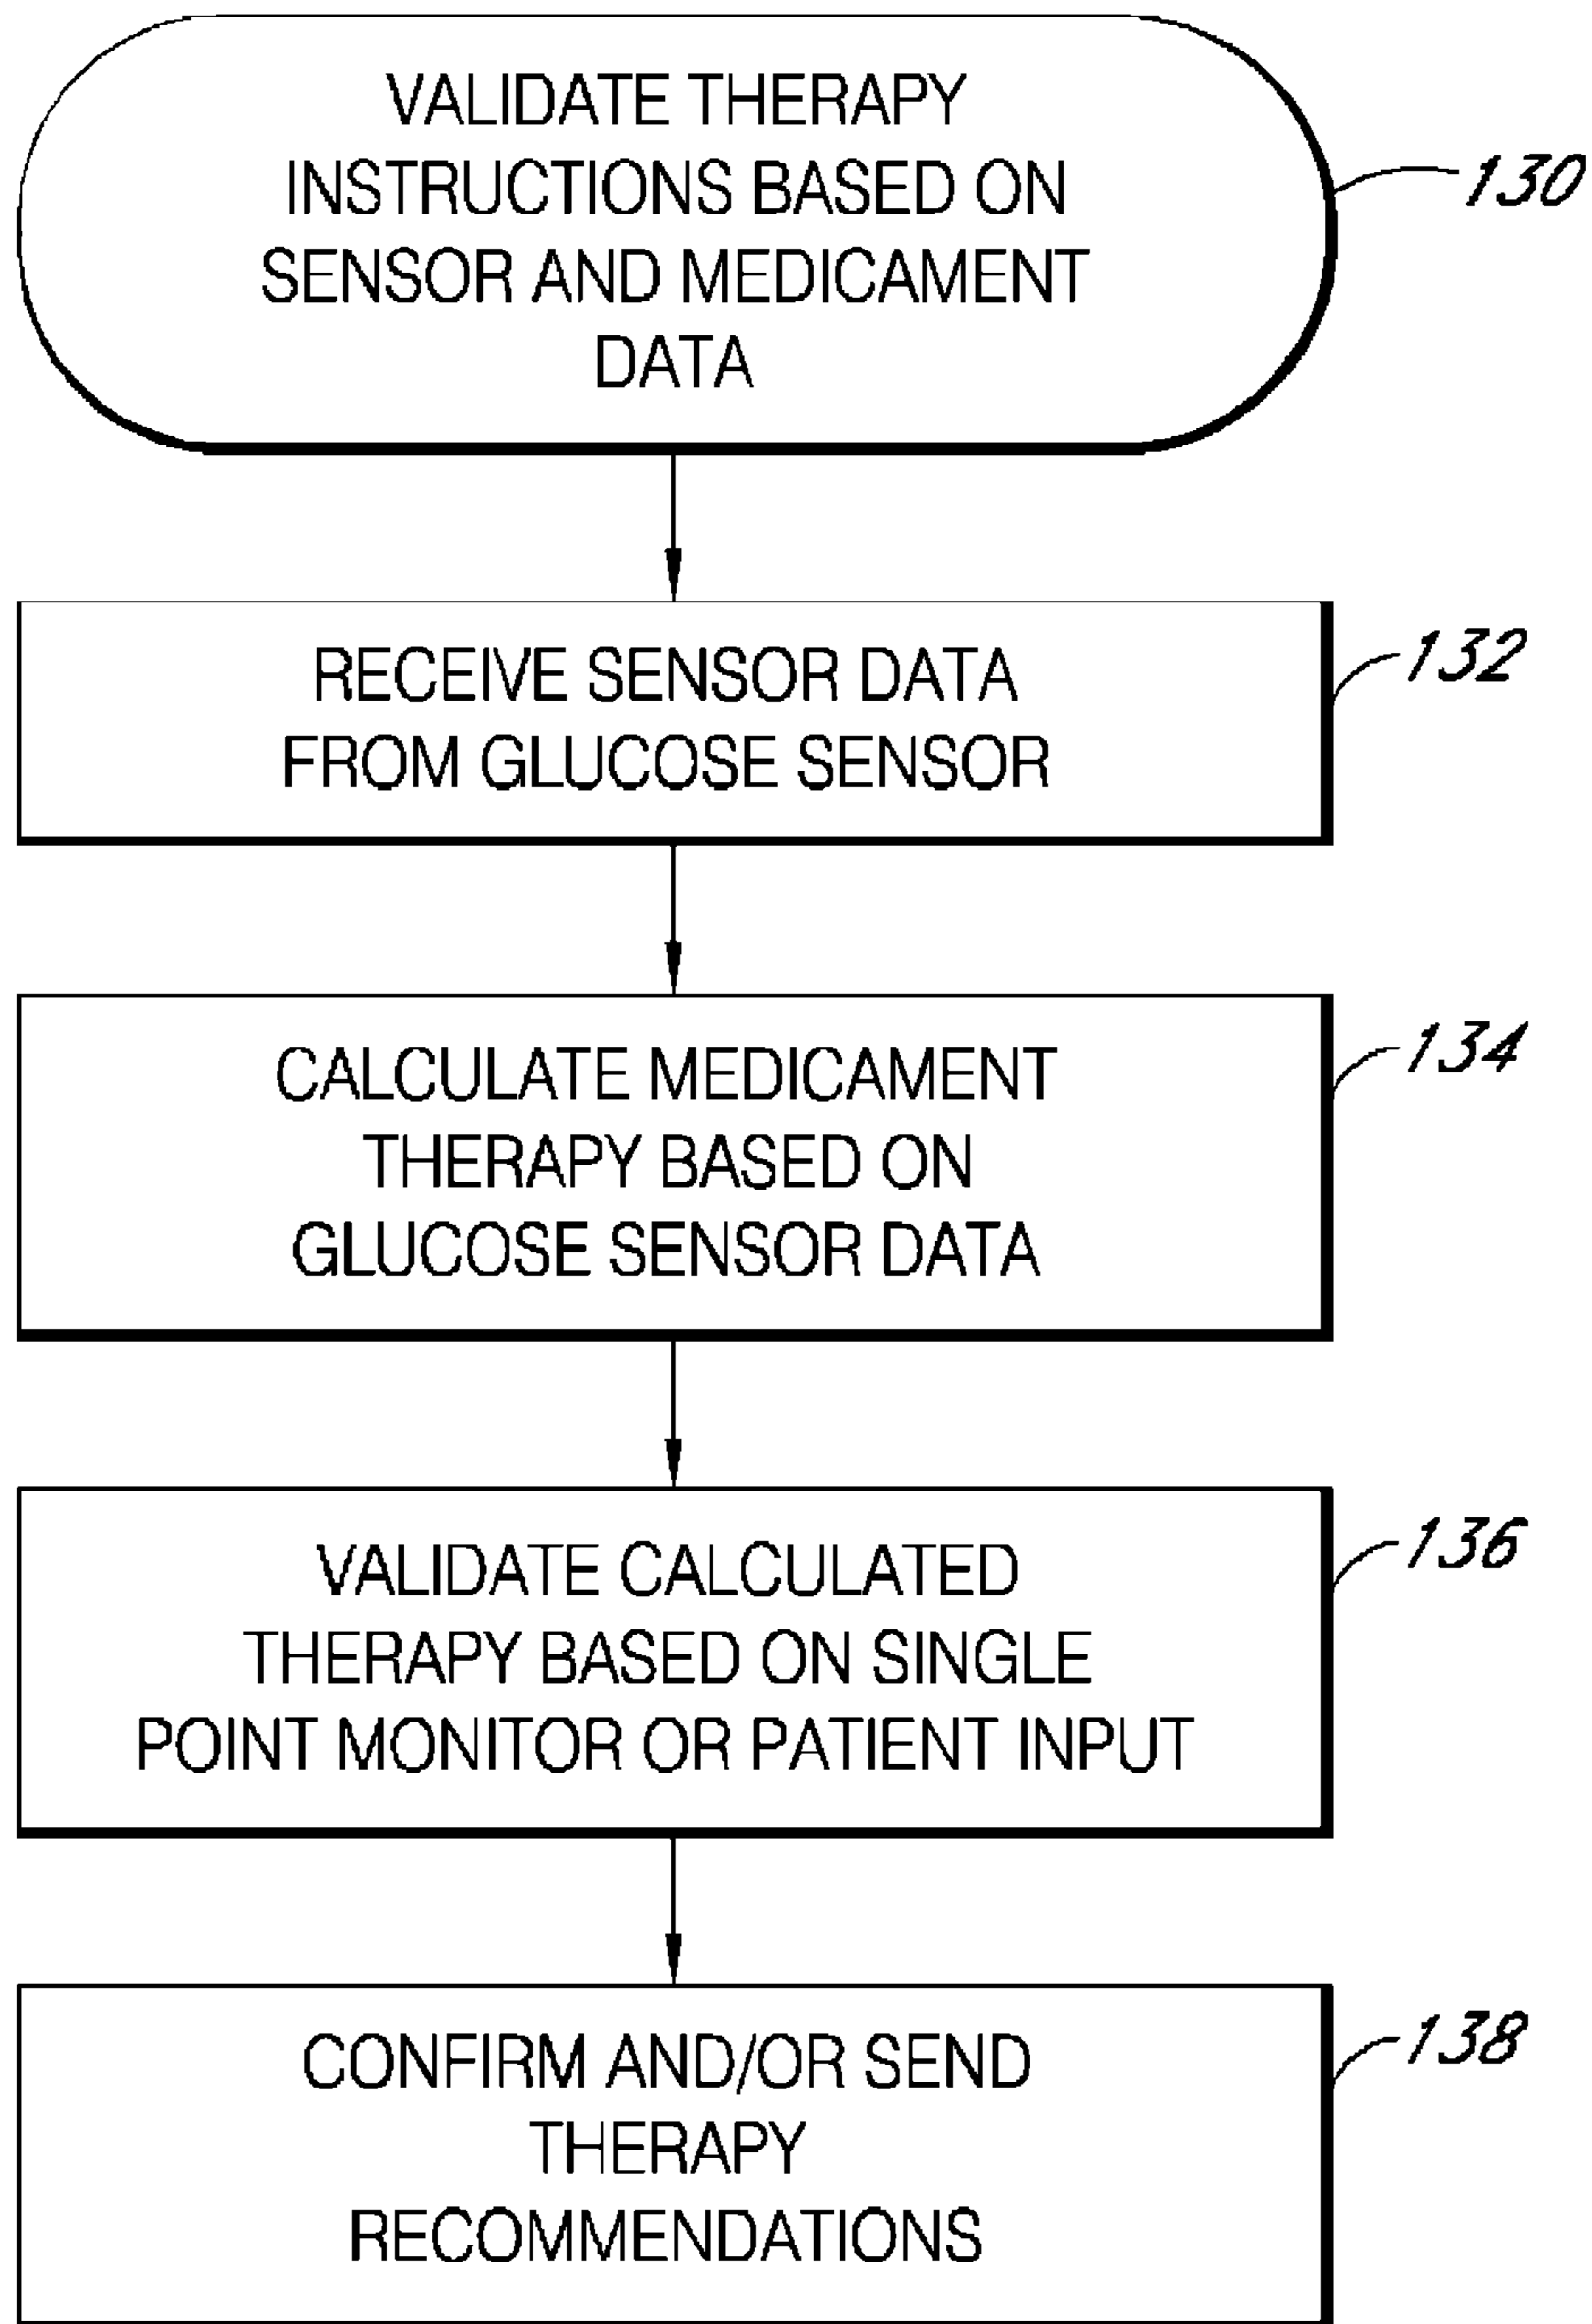 VALIDATE THERAPY
INSTRUCTIONS BASED ON
SENSOR AND MEDICAMENT
DATA
130
RECEIVE SENSOR DATA
FROM GLUCOSE SENSOR
132
CALCULATE MEDICAMENT
THERAPY BASED ON
GLUCOSE SENSOR DATA
134
VALIDATE CALCULATED
THERAPY BASED ON SINGLE
POINT MONITOR OR PATIENT INPUT
136
CONFIRM AND/OR SEND
THERAPY
RECOMMENDATIONS
138